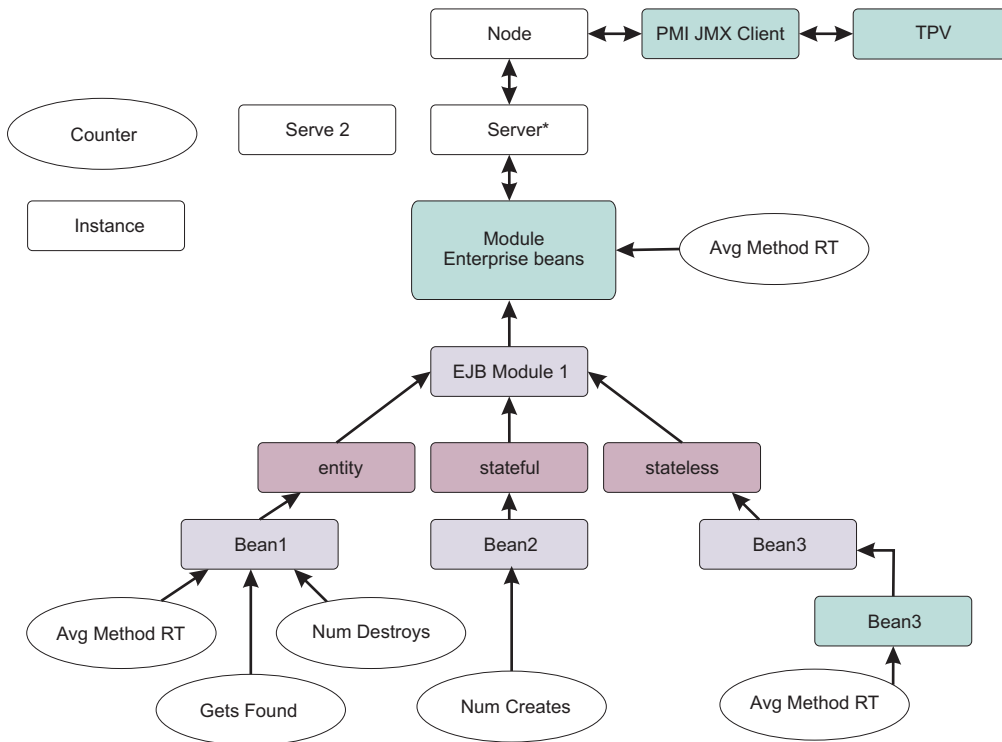 Node
PMI JMX Client
TPV
Counter
Serve 2
Server*
Instance
Module
Enterprise beans
Avg Method RT
EJB Module 1
entity
stateful
stateless
Bean1
Bean2
Bean3
Avg Method RT
Num Destroys
Bean3
Gets Found
Num Creates
Avg Method RT